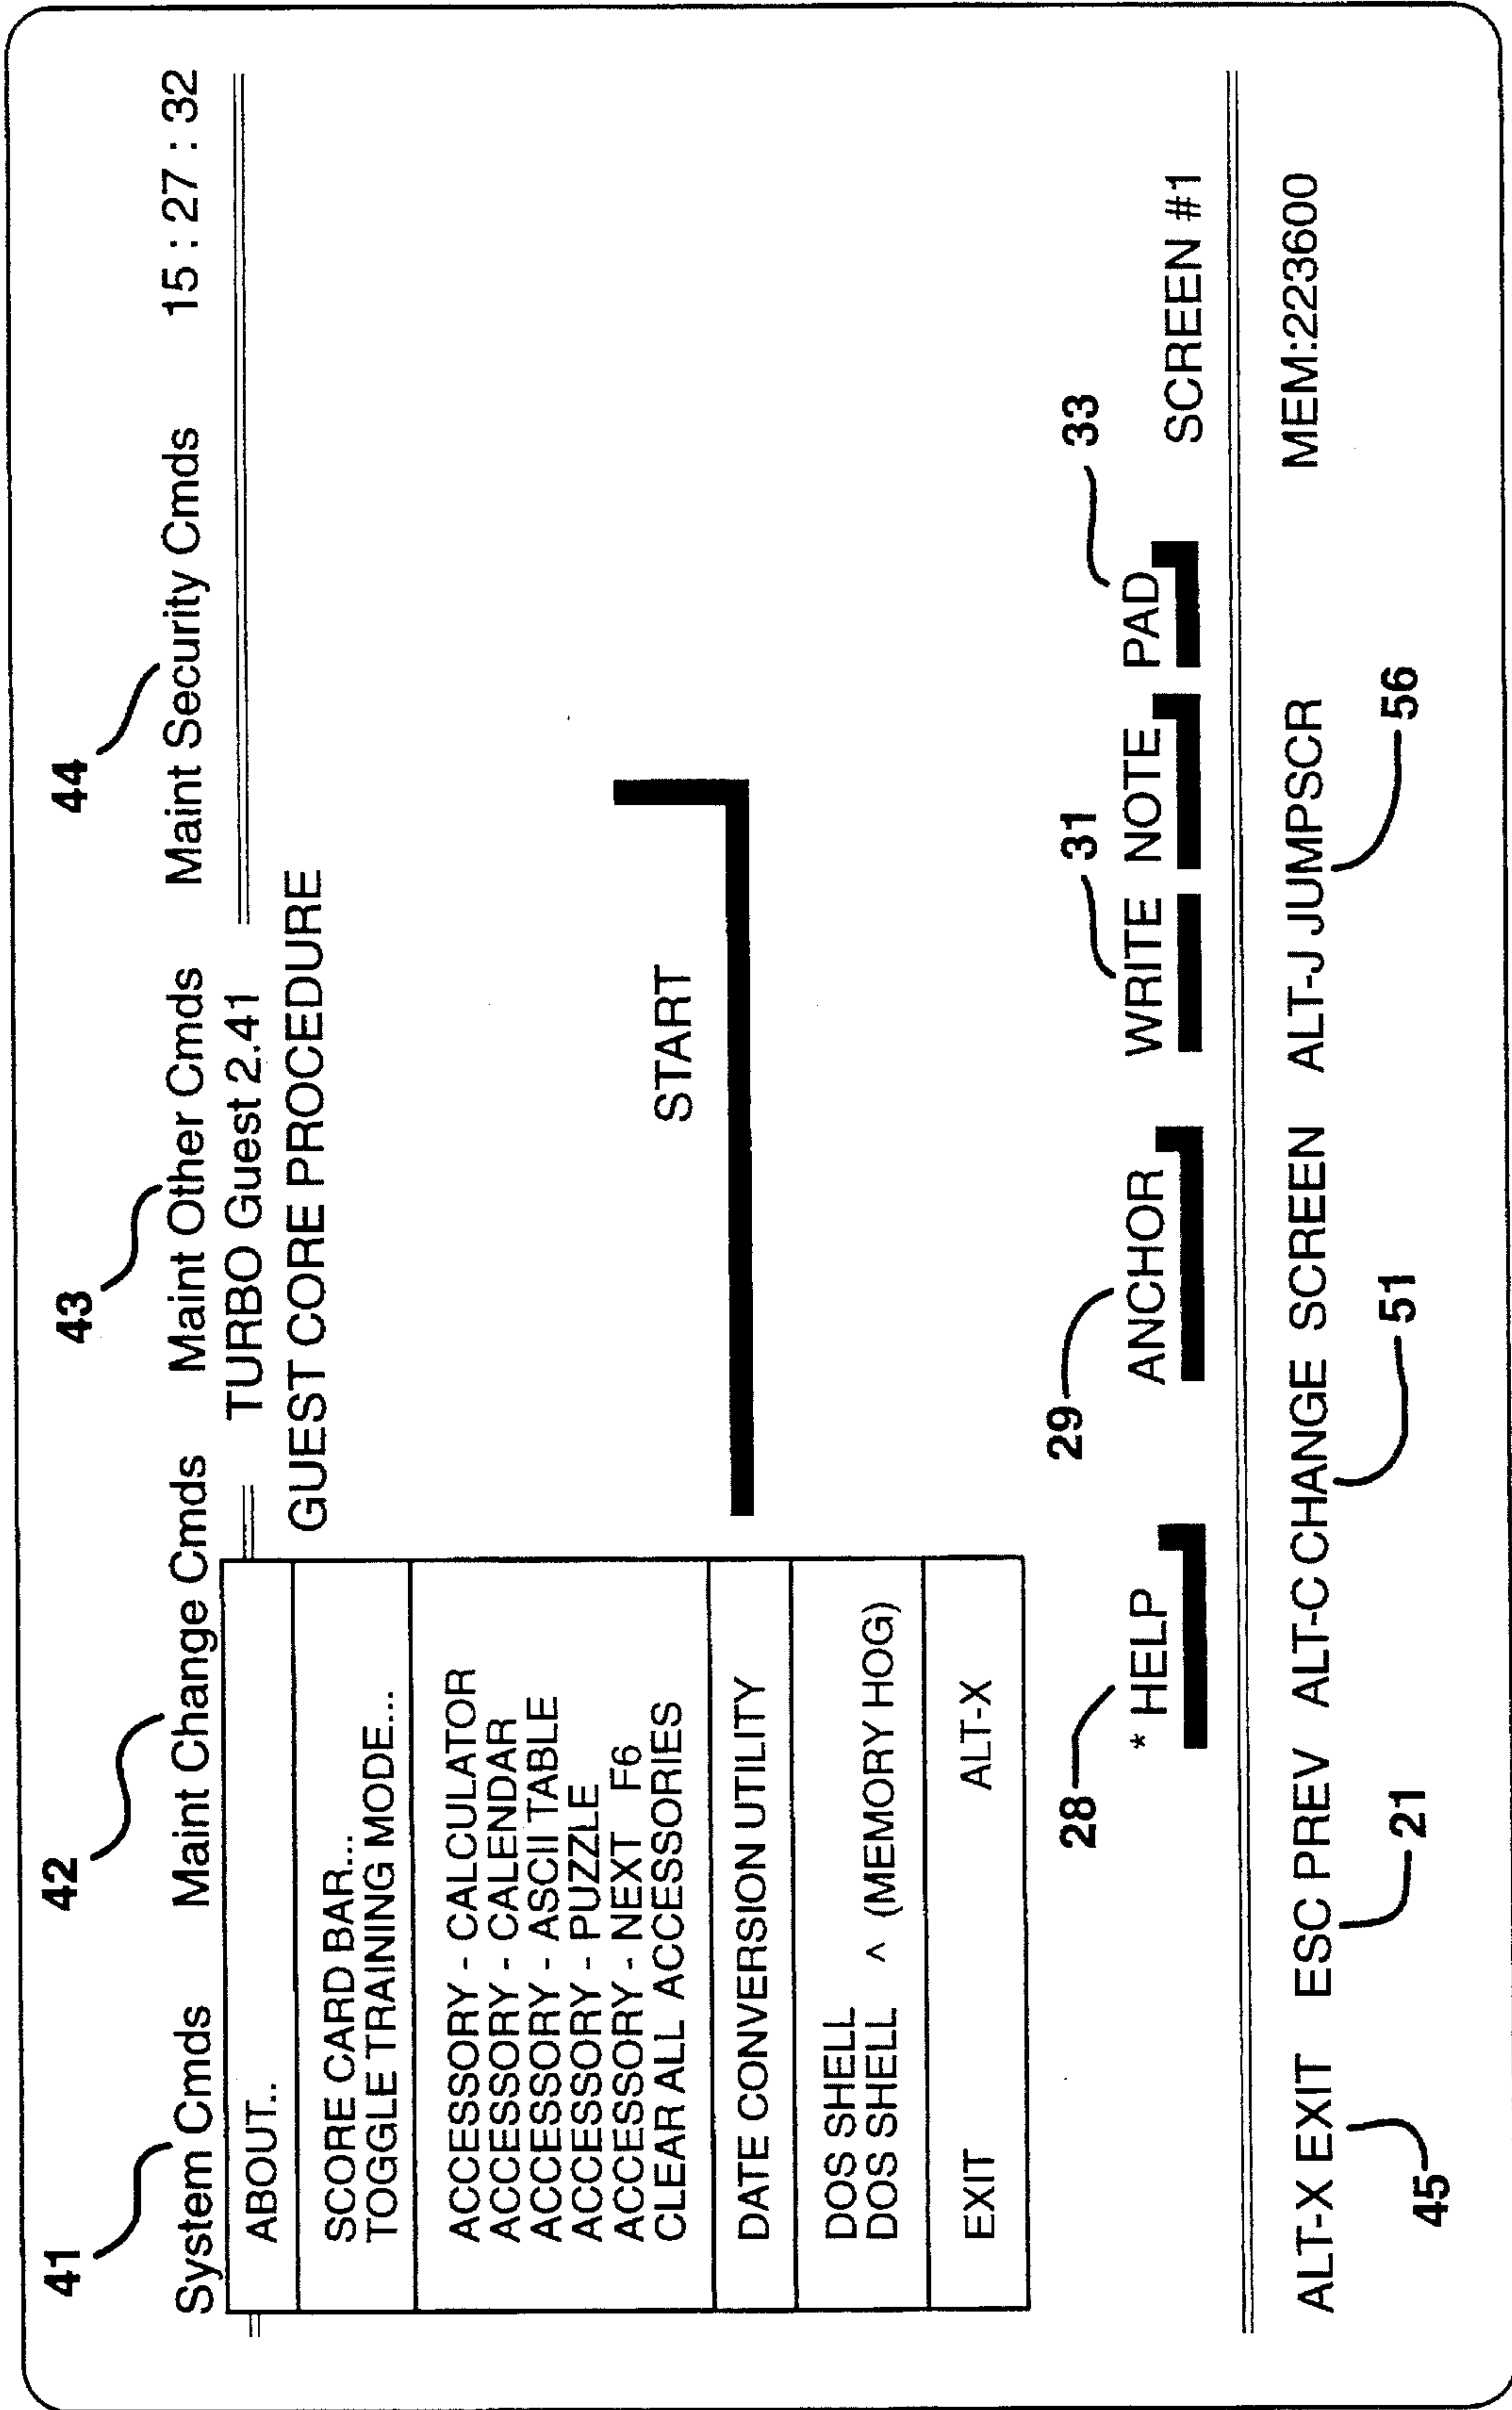 41 42 43 44
System Cmds Maint Change Cmds Maint Other Cmds Maint Security Cmds 15 : 27 : 32
TURBO Guest 2.41
GUEST CORE PROCEDURE
ABOUT..
SCORE CARD BAR...
TOGGLE TRAINING MODE...
ACCESSORY - CALCULATOR
ACCESSORY - CALENDAR
ACCESSORY - ASCII TABLE
ACCESSORY - PUZZLE
ACCESSORY - NEXT F6
CLEAR ALL ACCESSORIES
DATE CONVERSION UTILITY
DOS SHELL
DOS SHELL ^ (MEMORY HOG)
EXIT ALT-X
START
28 29 31 33
* HELP ANCHOR WRITE NOTE PAD
SCREEN #1
ALT-X EXIT ESC PREV ALT-C CHANGE SCREEN ALT-J JUMPSCR MEM:223600
45 21 51 56